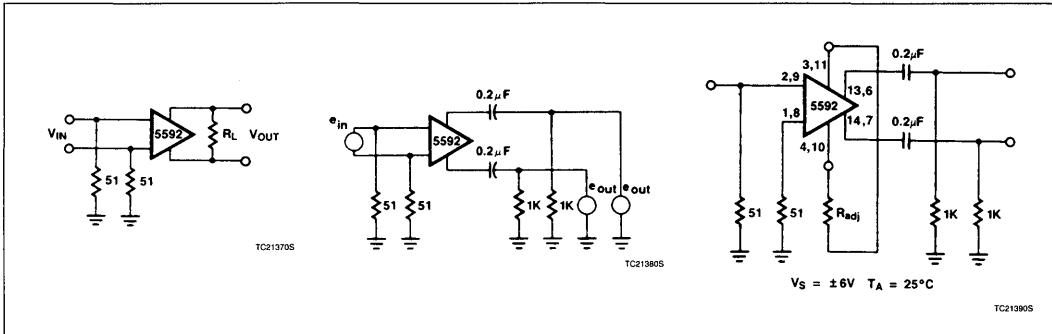 V_IN
5592
R_L
V_OUT
51
51
TC21370S
0.2μF
e_in
5592
0.2μF
51
51
1K
1K
e_out
e_out
TC21380S
3,11
2,9
5592
1,8
4,10
13,6
14,7
0.2μF
0.2μF
51
51
R_adj
1K
1K
V_S = ±6V T_A = 25°C
TC21390S